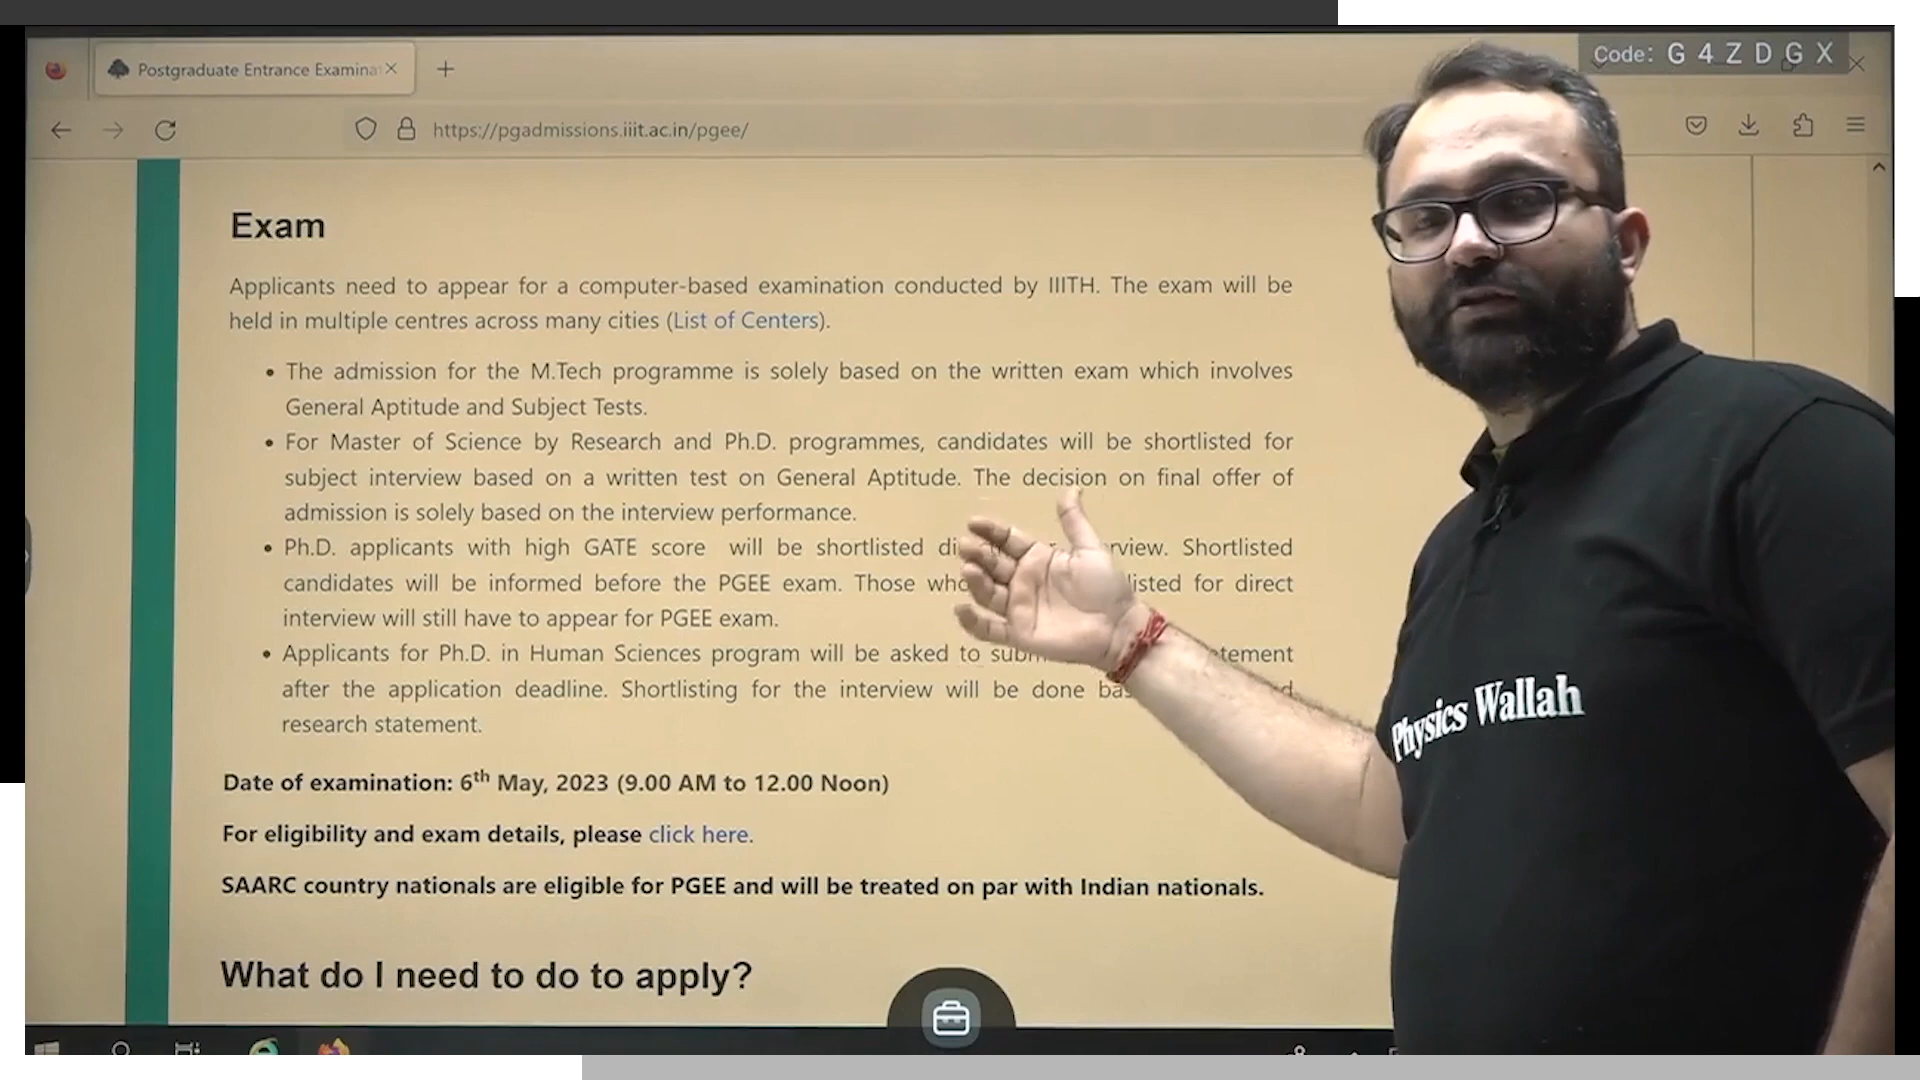 Code: G 4 Z D G X
Postgraduate Entrance Examina
https://pgadmissions.iiit.ac.in/pgee/
Exam
Applicants need to appear for a computer-based examination conducted by IIITH. The exam will be
held in multiple centres across many cities (List of Centers).
• The admission for the M.Tech programme is solely based on the written exam which involves
General Aptitude and Subject Tests.
• For Master of Science by Research and Ph.D. programmes, candidates will be shortlisted for
subject interview based on a written test on General Aptitude. The decision on final offer of
admission is solely based on the interview performance.
• Ph.D. applicants with high GATE score will be shortlisted Shortlisted
candidates will be informed before the PGEE exam. Those for direct
interview will still have to appear for PGEE exam.
• Applicants for Ph.D. in Human Sciences program will be asked to
after the application deadline. Shortlisting for the interview will be done
research statement.
Date of examination: 6th May, 2023 (9.00 AM to 12.00 Noon)
For eligibility and exam details, please click here.
SAARC country nationals are eligible for PGEE and will be treated on par with Indian nationals.
What do I need to do to apply?
Physics Wallah